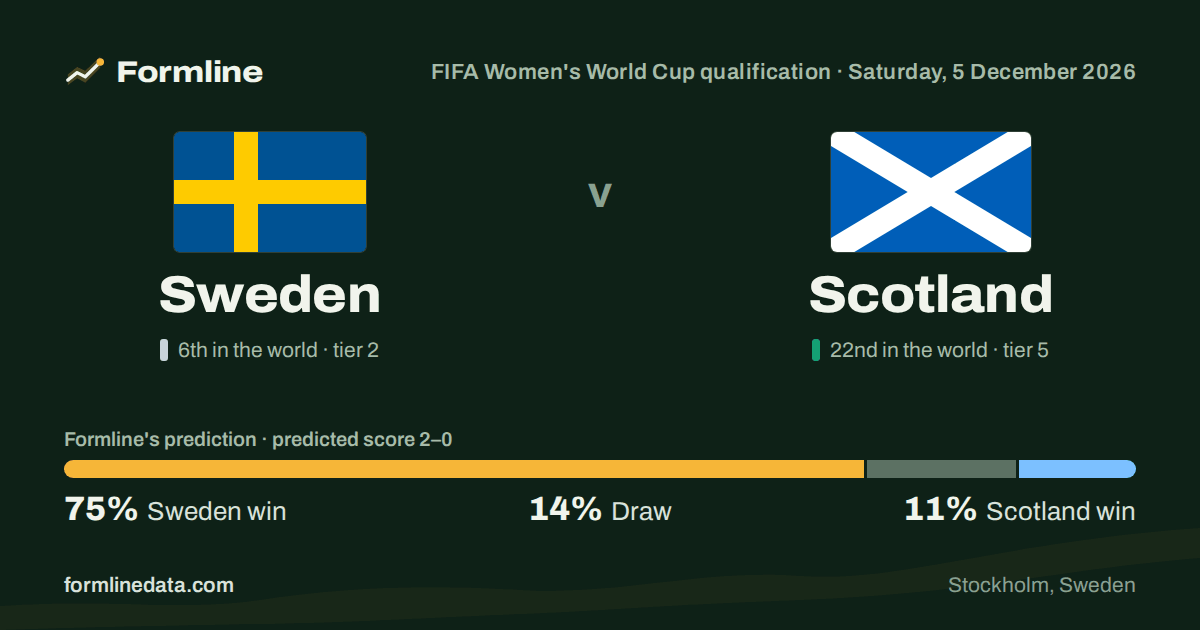 Formline
FIFA Women's World Cup qualification · Saturday, 5 December 2026
v
Sweden
6th in the world · tier 2
Scotland
22nd in the world · tier 5
Formline's prediction · predicted score 2–0
75% Sweden win
14% Draw
11% Scotland win
formlinedata.com
Stockholm, Sweden